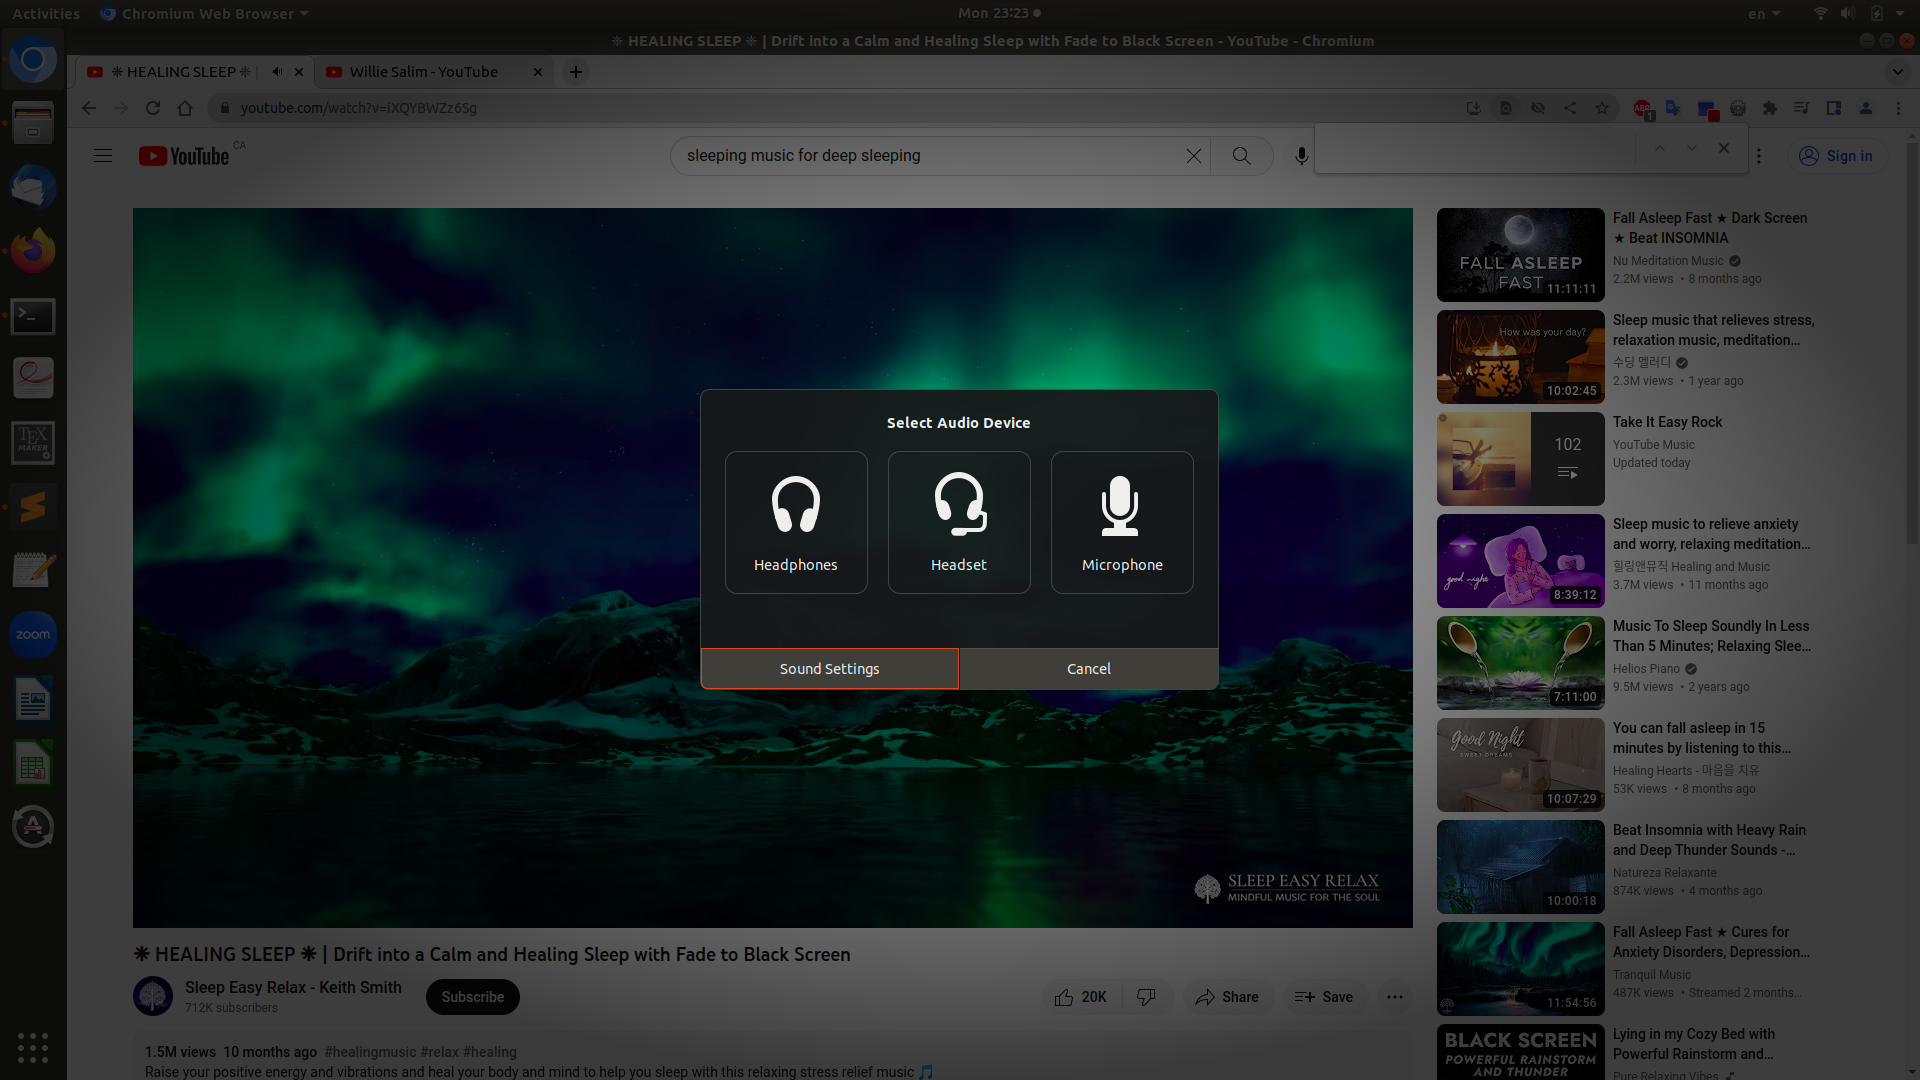 Activities
Chromium Web Browser
Mon 23:23
en
❊ HEALING SLEEP ❊ | Drift into a Calm and Healing Sleep with Fade to Black Screen - YouTube - Chromium
❊ HEALING SLEEP ❊ |
Willie Salim - YouTube
youtube.com/watch?v=iXQYBWZz6Sg
ABP
1
YouTube
CA
sleeping music for deep sleeping
Sign in
Select Audio Device
Headphones
Headset
Microphone
Sound Settings
Cancel
TEX
MAKER
zoom
SLEEP EASY RELAX
MINDFUL MUSIC FOR THE SOUL
❊ HEALING SLEEP ❊ | Drift into a Calm and Healing Sleep with Fade to Black Screen
Sleep Easy Relax - Keith Smith
712K subscribers
Subscribe
20K
Share
Save
1.5M views 10 months ago #healingmusic #relax #healing
Raise your positive energy and vibrations and heal your body and mind to help you sleep with this relaxing stress relief music 🎵
FALL ASLEEP
FAST
11:11:11
Fall Asleep Fast ★ Dark Screen
★ Beat INSOMNIA
Nu Meditation Music
2.2M views • 8 months ago
How was your day?
10:02:45
Sleep music that relieves stress,
relaxation music, meditation...
수딩 멜러디
2.3M views • 1 year ago
102
Take It Easy Rock
YouTube Music
Updated today
good night
8:39:12
Sleep music to relieve anxiety
and worry, relaxing meditation...
힐링앤뮤직 Healing and Music
3.7M views • 11 months ago
7:11:00
Music To Sleep Soundly In Less
Than 5 Minutes; Relaxing Slee...
Helios Piano
9.5M views • 2 years ago
Good Night
SWEET DREAMS
10:07:29
You can fall asleep in 15
minutes by listening to this...
Healing Hearts - 마음을 치유
53K views • 8 months ago
10:00:18
Beat Insomnia with Heavy Rain
and Deep Thunder Sounds -...
Natureza Relaxante
874K views • 4 months ago
11:54:56
Fall Asleep Fast ★ Cures for
Anxiety Disorders, Depression...
Tranquil Music
487K views • Streamed 2 months...
BLACK SCREEN
POWERFUL RAINSTORM
AND THUNDER
Lying in my Cozy Bed with
Powerful Rainstorm and...
Pure Relaxing Vibes